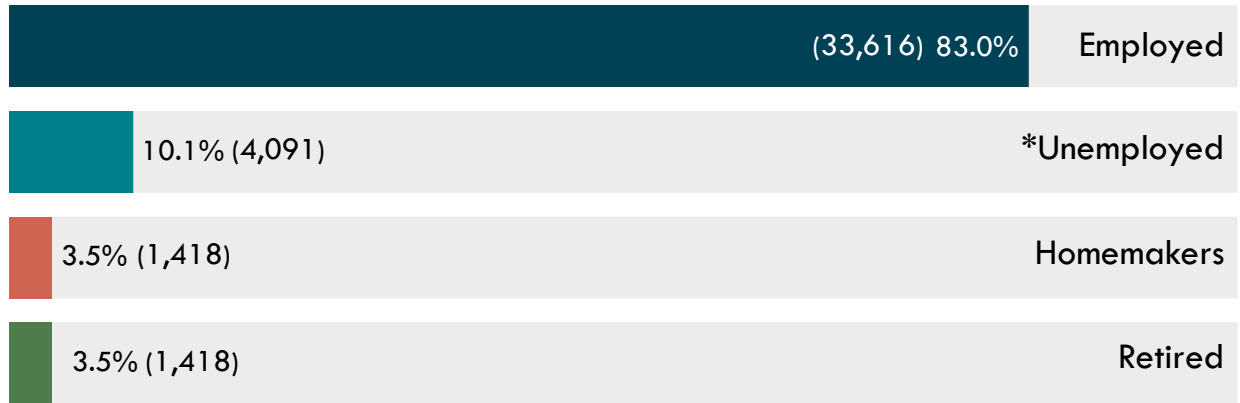 (33,616) 83.0% Employed
10.1% (4,091) *Unemployed
3.5% (1,418) Homemakers
3.5% (1,418) Retired